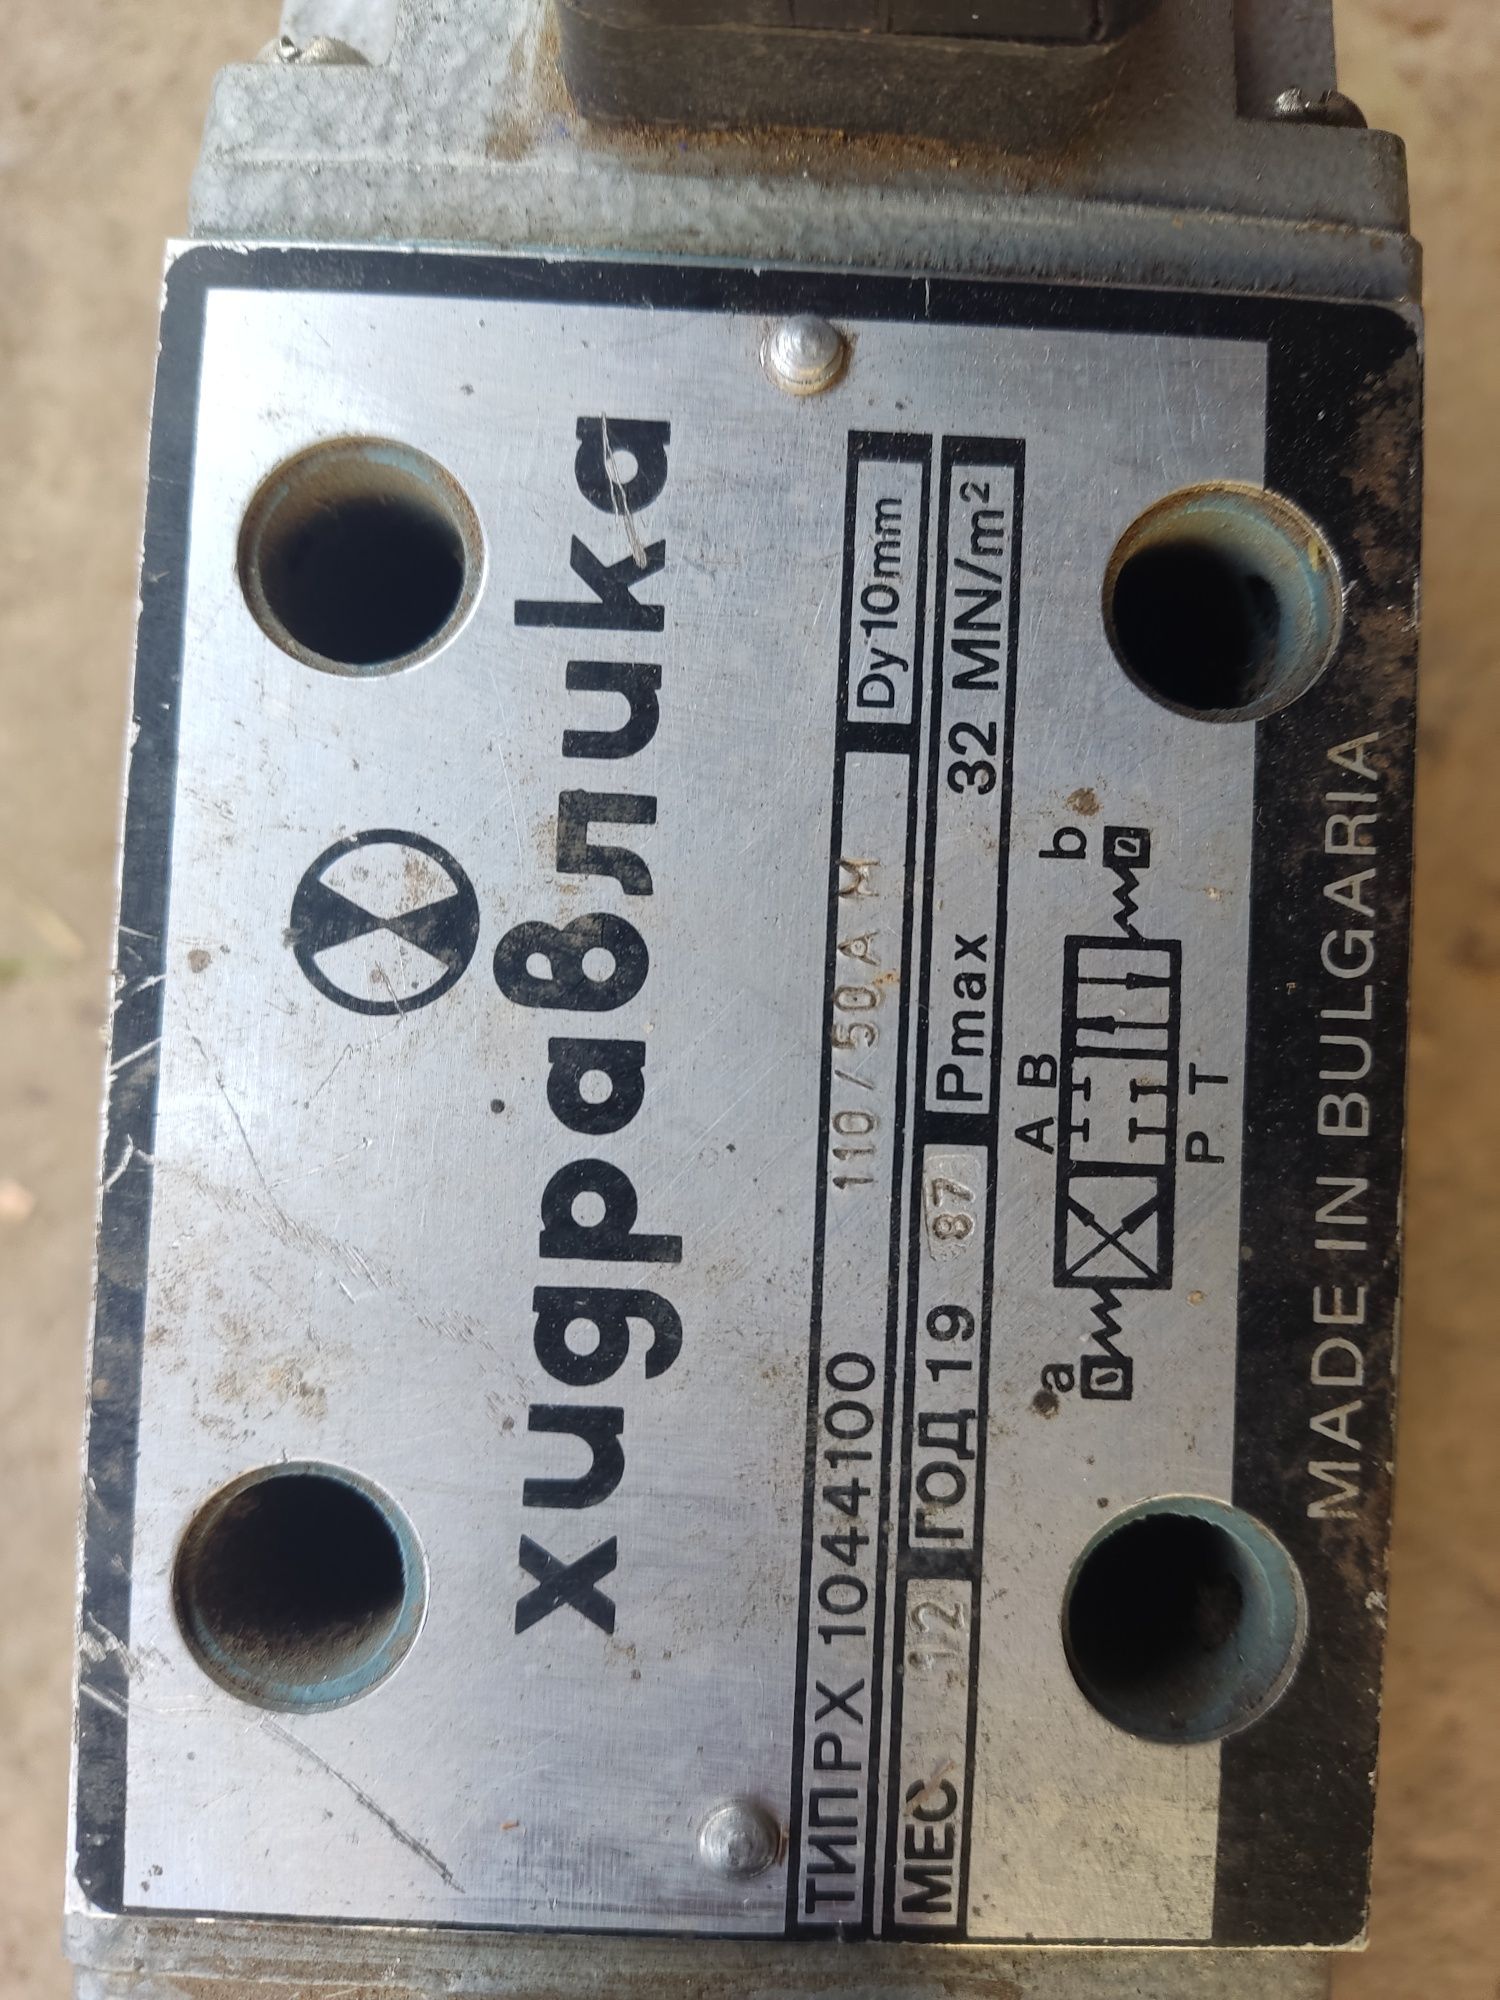 хидравлика
ТИП РХ 1044100 110/50 А М Dy 10mm
МЕС 12 ГОД 19 87 Pmax 32 MN/m²
A B
a b
P T
MADE IN BULGARIA